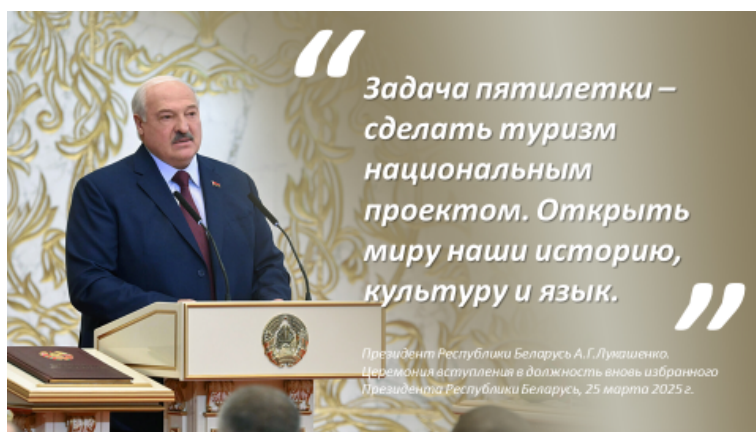 “
Задача пятилетки –
сделать туризм
национальным
проектом. Открыть
миру наши историю,
культуру и язык.
”
Президент Республики Беларусь А.Г.Лукашенко.
Церемония вступления в должность вновь избранного
Президента Республики Беларусь, 25 марта 2025 г.